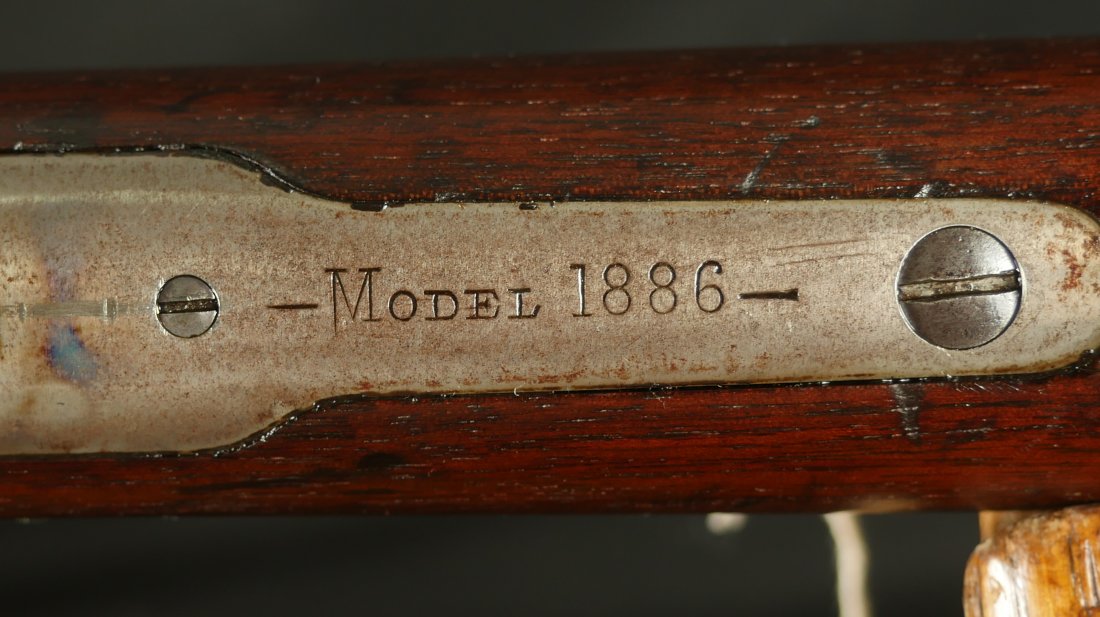 — Model 1886 —